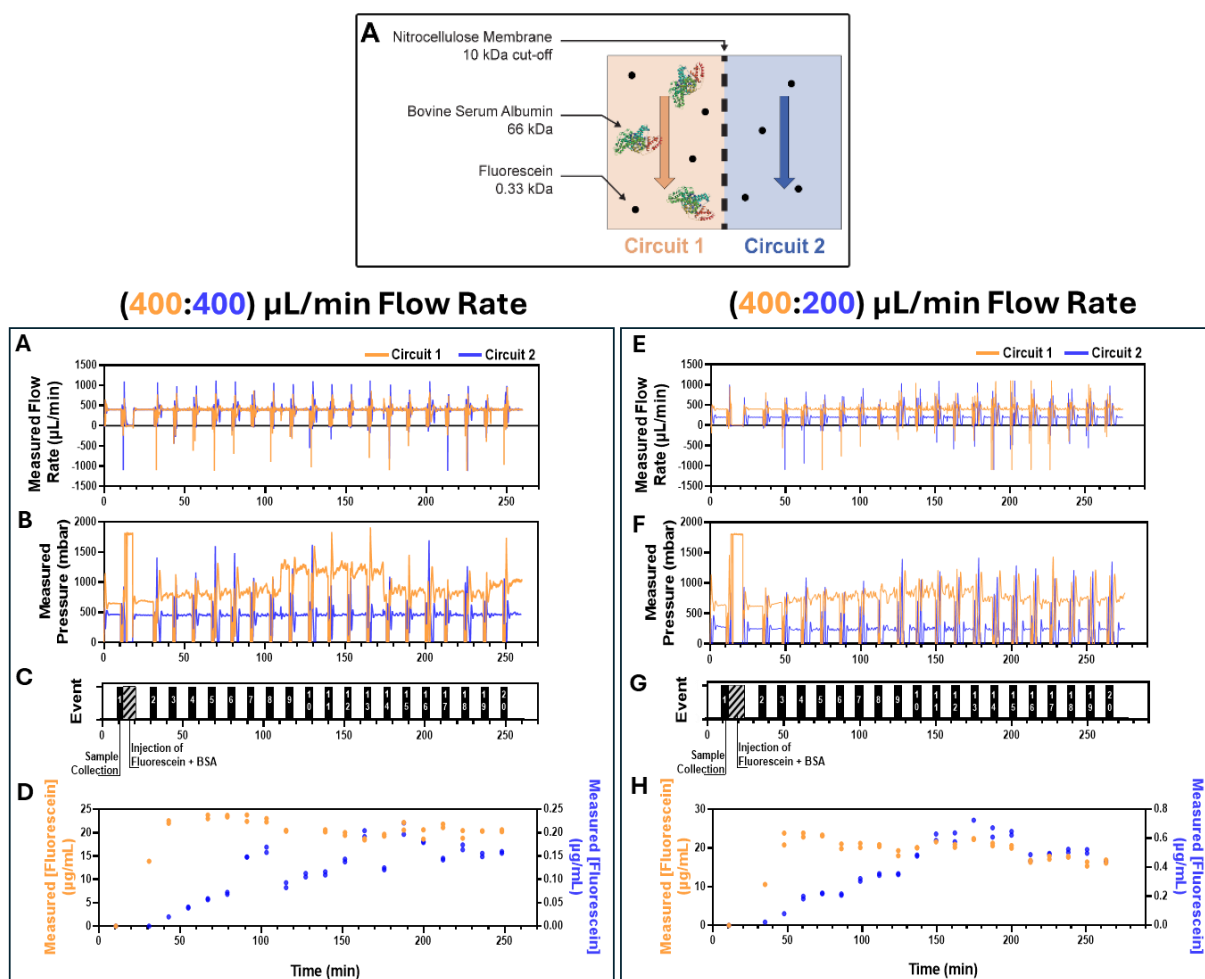 A
Nitrocellulose Membrane
10 kDa cut-off
Bovine Serum Albumin
66 kDa
Fluorescein
0.33 kDa
Circuit 1
Circuit 2
(400:400) µL/min Flow Rate
(400:200) µL/min Flow Rate
A
Circuit 1
Circuit 2
Measured Flow
Rate (µL/min)
1500
1000
500
0
-500
-1000
-1500
0 50 100 150 200 250
B
Measured
Pressure (mbar)
2000
1500
1000
500
0
0 50 100 150 200 250
C
Event
1 2 3 4 5 6 7 8 9 10 11 12 13 14 15 16 17 18 19 20
0 50 100 150 200 250
Sample
Collection
Injection of
Fluorescein + BSA
D
Measured [Fluorescein]
(µg/mL)
25
20
15
10
5
0
0.25
0.20
0.15
0.10
0.05
0.00
Measured [Fluorescein]
(µg/mL)
0 50 100 150 200 250
Time (min)
E
Circuit 1
Circuit 2
Measured Flow
Rate (µL/min)
1500
1000
500
0
-500
-1000
-1500
0 50 100 150 200 250
F
Measured
Pressure (mbar)
2000
1500
1000
500
0
0 50 100 150 200 250
G
Event
1 2 3 4 5 6 7 8 9 10 11 12 13 14 15 16 17 18 19 20
0 50 100 150 200 250
Sample
Collection
Injection of
Fluorescein + BSA
H
Measured [Fluorescein]
(µg/mL)
30
20
10
0
0.8
0.6
0.4
0.2
0.0
Measured [Fluorescein]
(µg/mL)
0 50 100 150 200 250
Time (min)